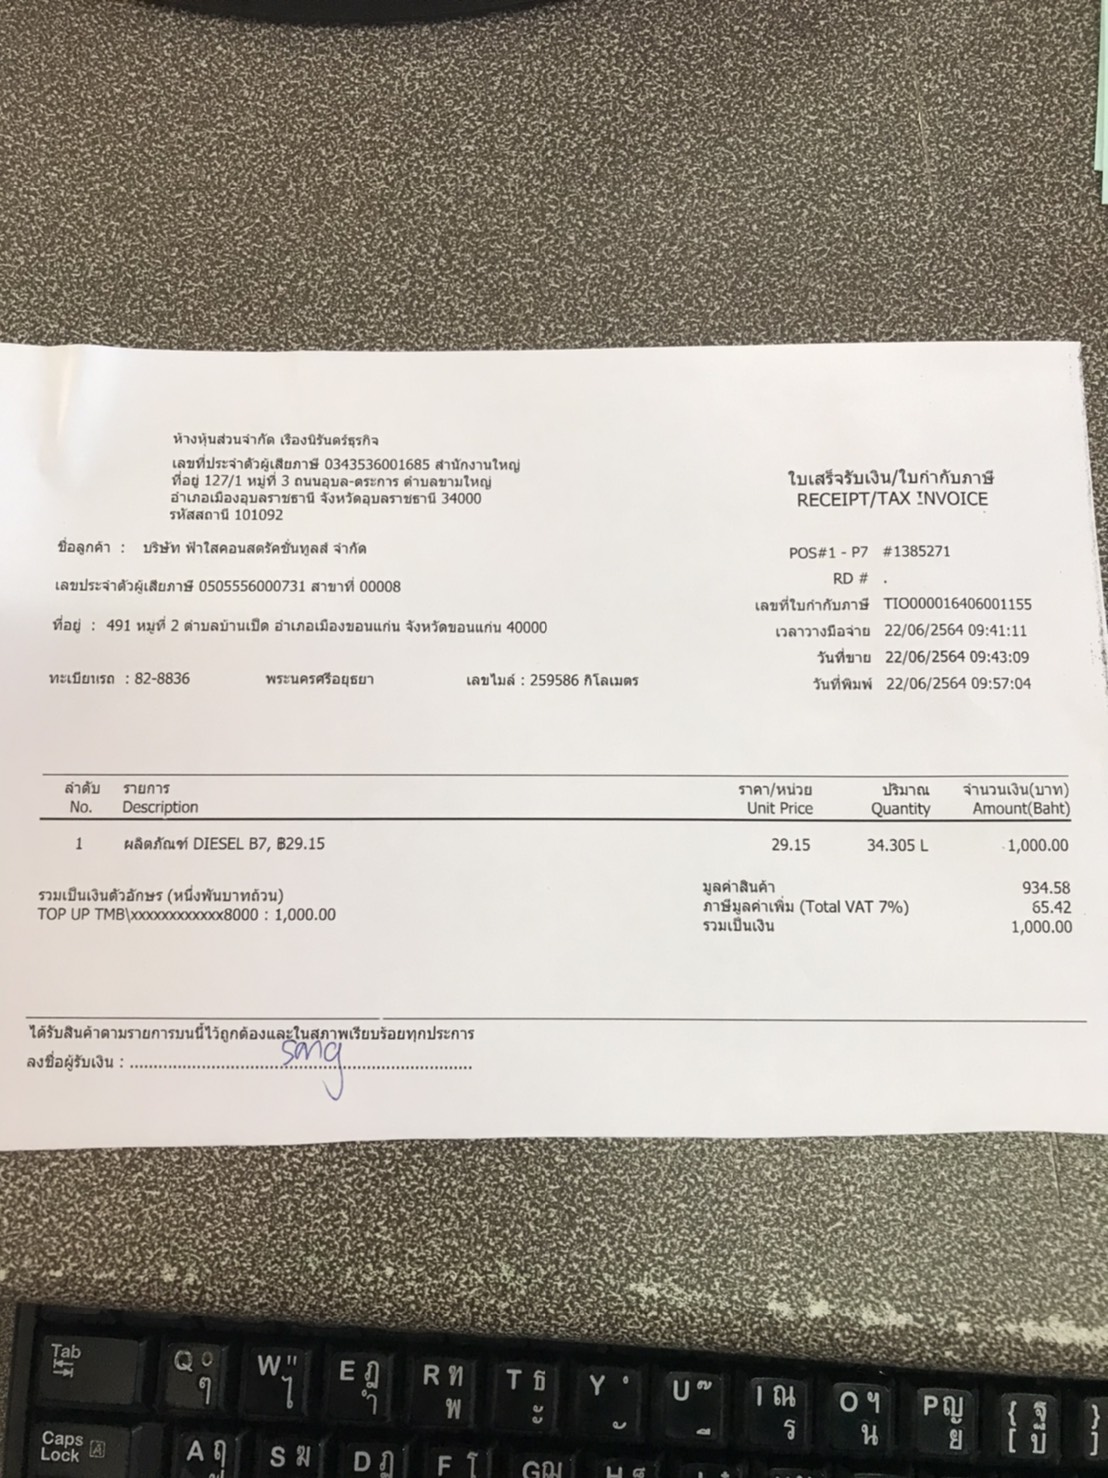 ห้างหุ้นส่วนจำกัด เรืองนิรันดร์ธุรกิจ
เลขที่ประจำตัวผู้เสียภาษี 0343536001685 สำนักงานใหญ่
ที่อยู่ 127/1 หมู่ที่ 3 ถนนอุบล-ตระการ ตำบลขามใหญ่
อำเภอเมืองอุบลราชธานี จังหวัดอุบลราชธานี 34000
รหัสสถานี 101092
ใบเสร็จรับเงิน/ใบกำกับภาษี
RECEIPT/TAX INVOICE
ชื่อลูกค้า : บริษัท ฟ้าใสคอนสตรัคชั่นทูลส์ จำกัด
POS#1 - P7 #1385271
เลขประจำตัวผู้เสียภาษี 0505556000731 สาขาที่ 00008
RD # .
ที่อยู่ : 491 หมู่ที่ 2 ตำบลบ้านเป็ด อำเภอเมืองขอนแก่น จังหวัดขอนแก่น 40000
เลขที่ใบกำกับภาษี TIO000016406001155
เวลาวางมือจ่าย 22/06/2564 09:41:11
วันที่ขาย 22/06/2564 09:43:09
ทะเบียนรถ : 82-8836 พระนครศรีอยุธยา เลขไมล์ : 259586 กิโลเมตร
วันที่พิมพ์ 22/06/2564 09:57:04
ลำดับ รายการ ราคา/หน่วย ปริมาณ จำนวนเงิน(บาท)
No. Description Unit Price Quantity Amount(Baht)
1 ผลิตภัณฑ์ DIESEL B7, ฿29.15 29.15 34.305 L 1,000.00
รวมเป็นเงินตัวอักษร (หนึ่งพันบาทถ้วน)
TOP UP TMB\xxxxxxxxxxxx8000 : 1,000.00
มูลค่าสินค้า 934.58
ภาษีมูลค่าเพิ่ม (Total VAT 7%) 65.42
รวมเป็นเงิน 1,000.00
ได้รับสินค้าตามรายการบนนี้ไว้ถูกต้องและในสภาพเรียบร้อยทุกประการ
ลงชื่อผู้รับเงิน : song
Tab Q ๐ ๆ W " ไ E ฎ ำ R ฑ พ T ธ ะ Y ํ ั U ๊ ี I ณ ร O ฯ น P ญ ย { ฐ [ บ } ]
Caps Lock A A ฤ S ฆ D ฏ F โ G ฌ H ็